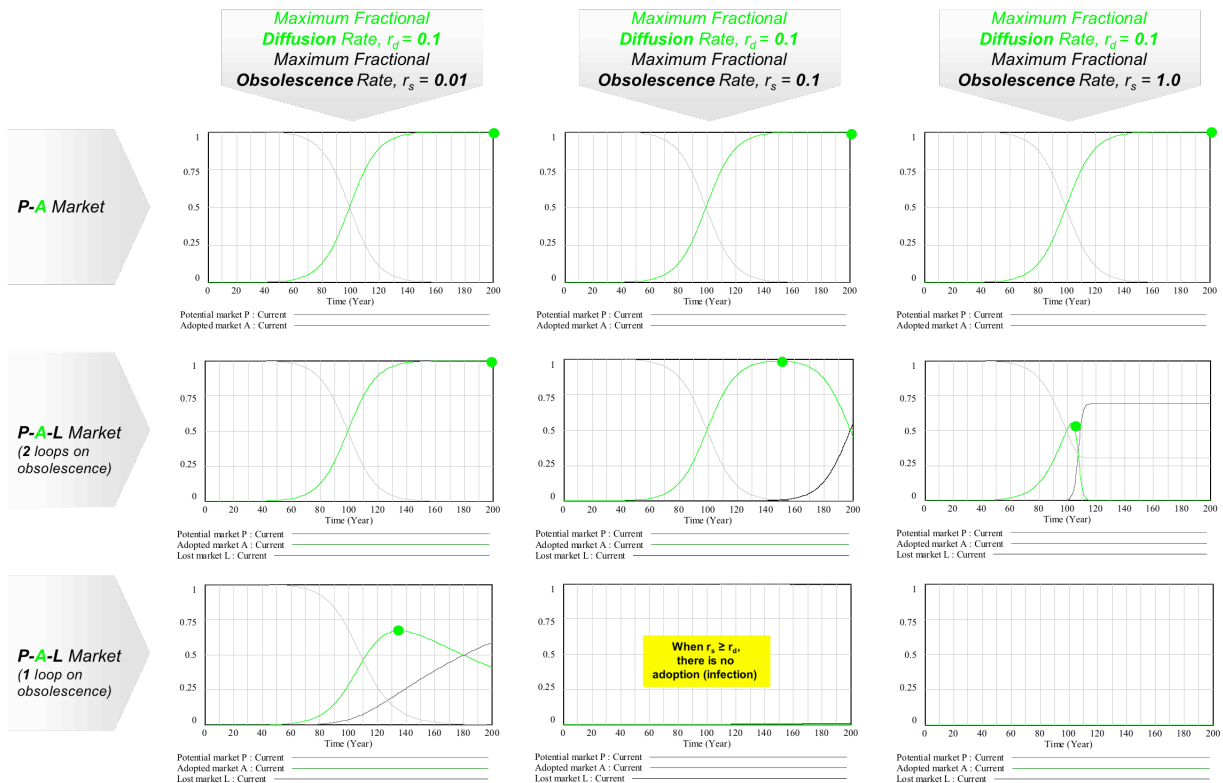 Maximum Fractional
Diffusion Rate, r_d = 0.1
Maximum Fractional
Obsolescence Rate, r_s = 0.01
Maximum Fractional
Diffusion Rate, r_d = 0.1
Maximum Fractional
Obsolescence Rate, r_s = 0.1
Maximum Fractional
Diffusion Rate, r_d = 0.1
Maximum Fractional
Obsolescence Rate, r_s = 1.0
P-A Market
1
0.75
0.5
0.25
0
0 20 40 60 80 100 120 140 160 180 200
Time (Year)
Potential market P : Current
Adopted market A : Current
1
0.75
0.5
0.25
0
0 20 40 60 80 100 120 140 160 180 200
Time (Year)
Potential market P : Current
Adopted market A : Current
1
0.75
0.5
0.25
0
0 20 40 60 80 100 120 140 160 180 200
Time (Year)
Potential market P : Current
Adopted market A : Current
P-A-L Market
(2 loops on
obsolescence)
1
0.75
0.5
0.25
0
0 20 40 60 80 100 120 140 160 180 200
Time (Year)
Potential market P : Current
Adopted market A : Current
Lost market L : Current
1
0.75
0.5
0.25
0
0 20 40 60 80 100 120 140 160 180 200
Time (Year)
Potential market P : Current
Adopted market A : Current
Lost market L : Current
1
0.75
0.5
0.25
0
0 20 40 60 80 100 120 140 160 180 200
Time (Year)
Potential market P : Current
Adopted market A : Current
Lost market L : Current
P-A-L Market
(1 loop on
obsolescence)
1
0.75
0.5
0.25
0
0 20 40 60 80 100 120 140 160 180 200
Time (Year)
Potential market P : Current
Adopted market A : Current
Lost market L : Current
1
0.75
0.5
0.25
0
When r_s ≥ r_d,
there is no
adoption (infection)
0 20 40 60 80 100 120 140 160 180 200
Time (Year)
Potential market P : Current
Adopted market A : Current
Lost market L : Current
1
0.75
0.5
0.25
0
0 20 40 60 80 100 120 140 160 180 200
Time (Year)
Potential market P : Current
Adopted market A : Current
Lost market L : Current